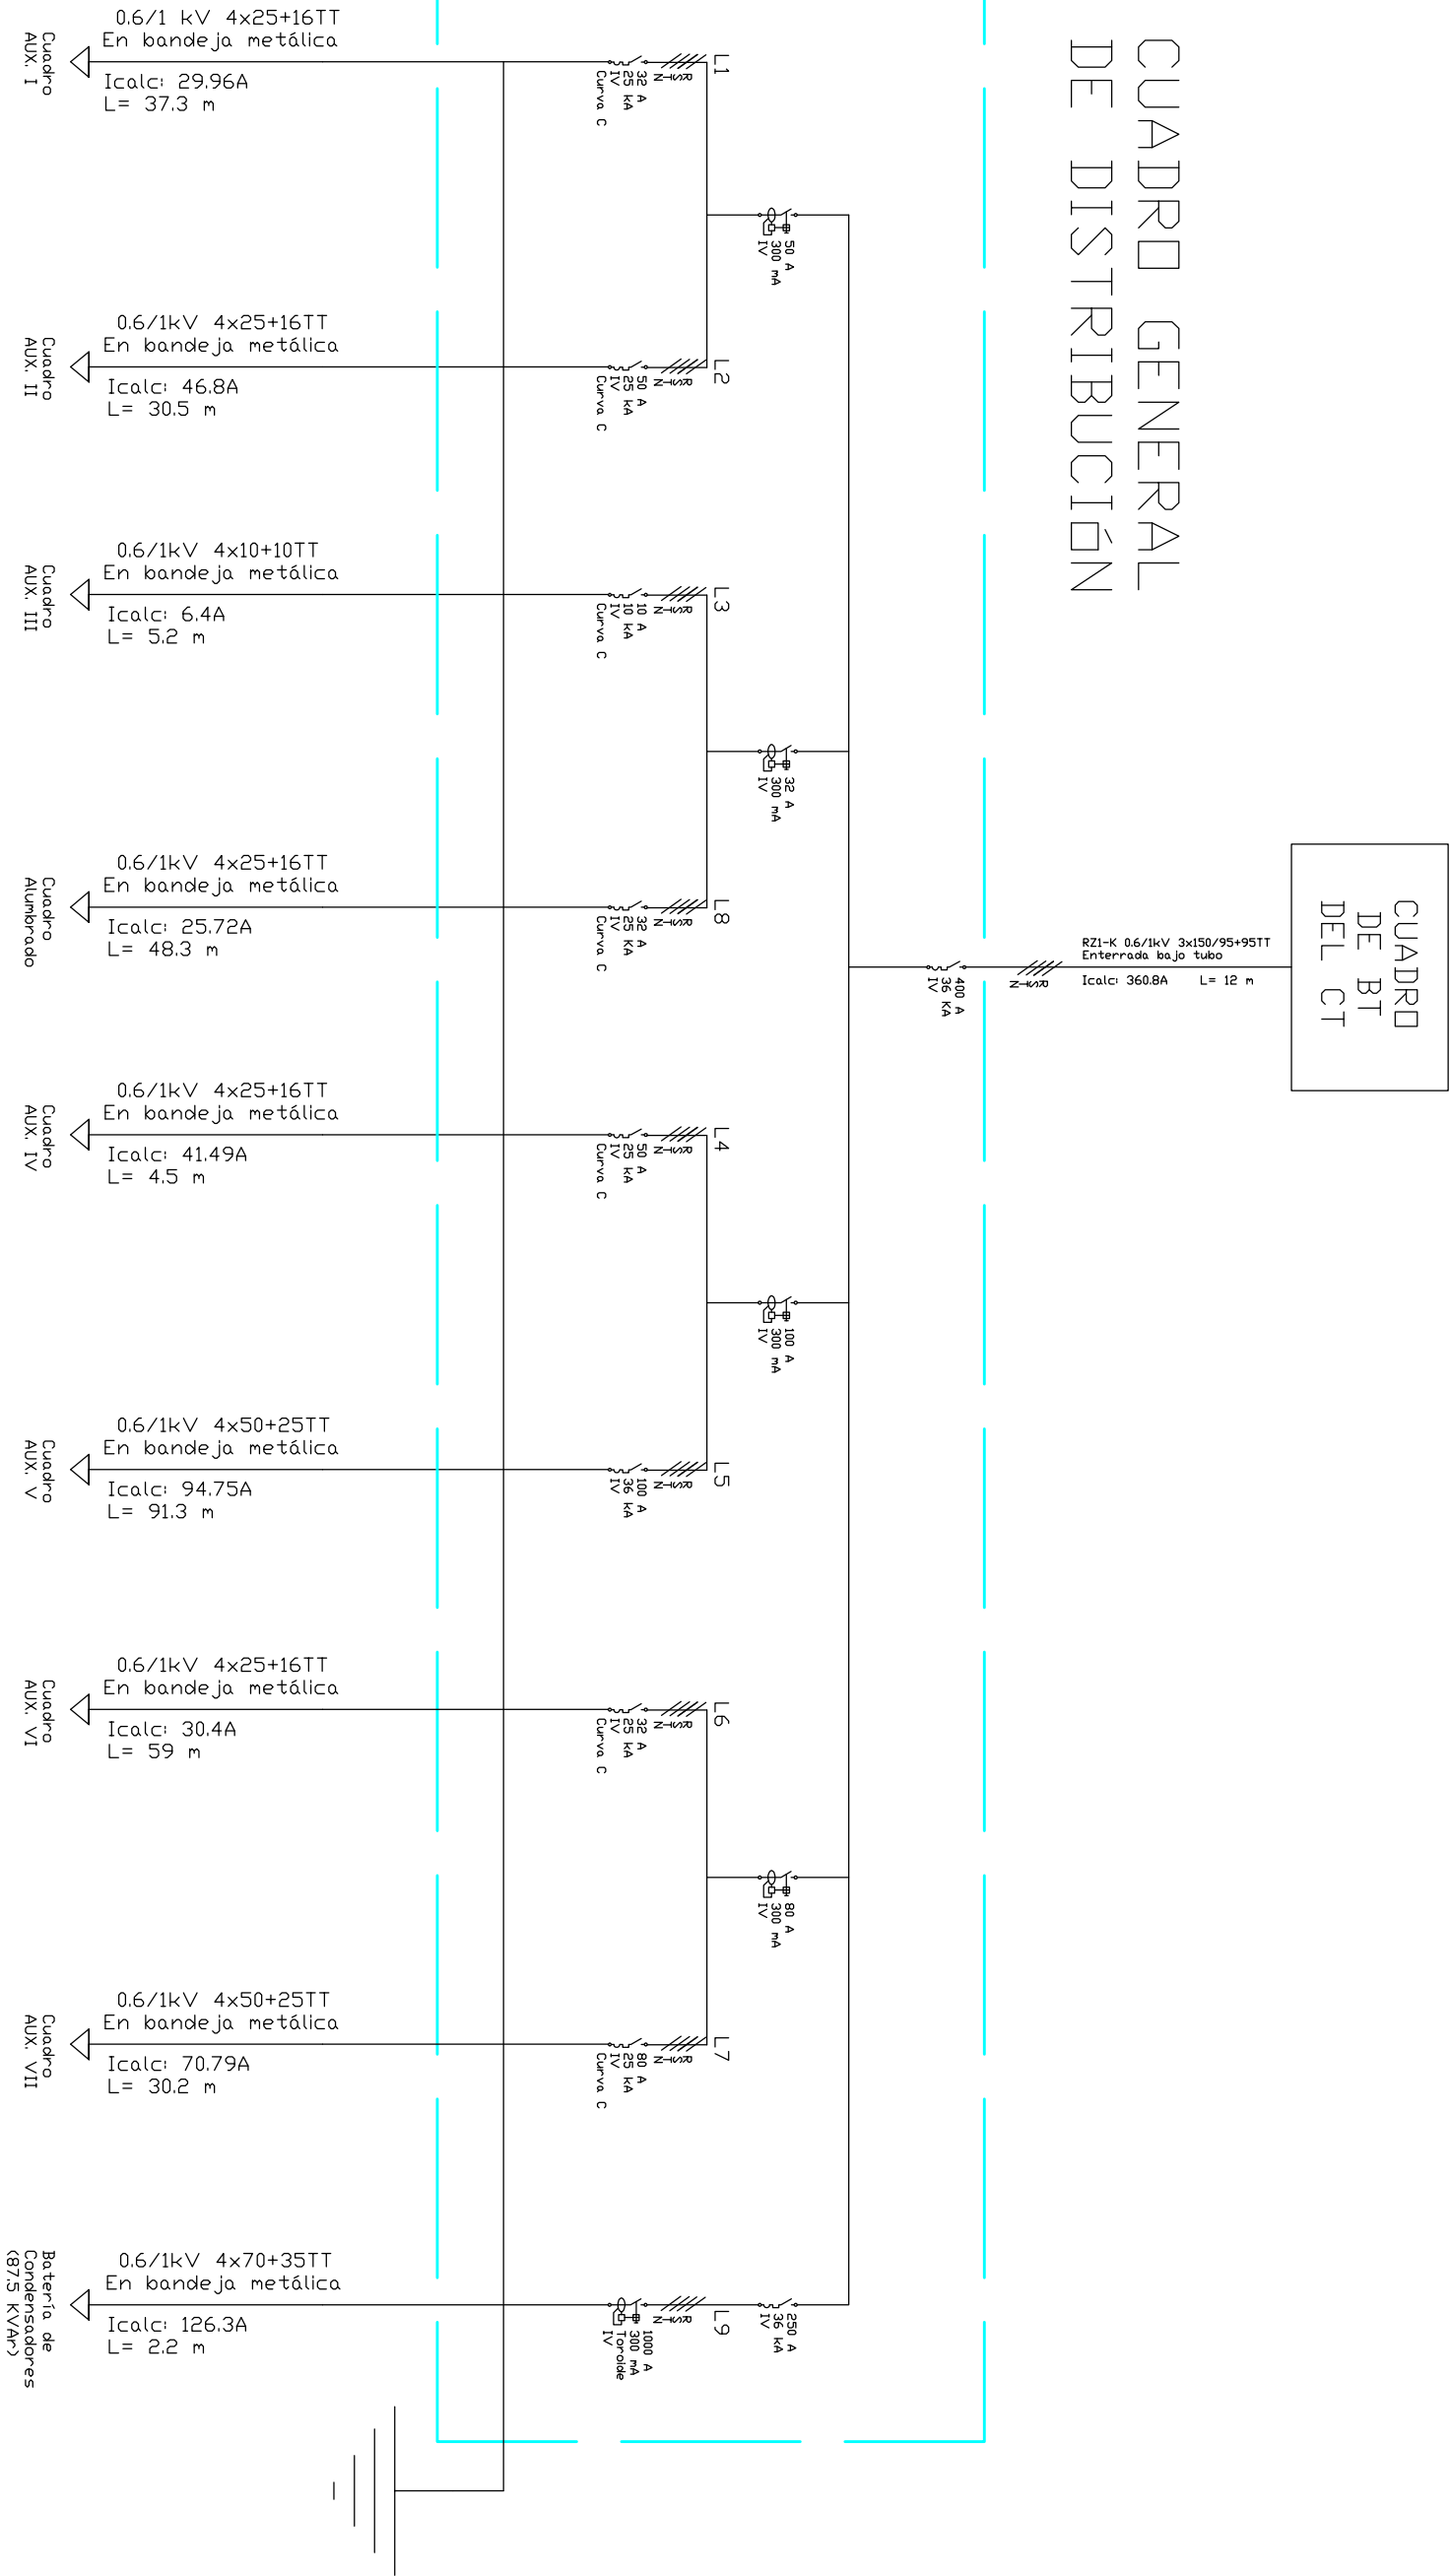 CUADRO
DE BT
DEL CT
RZ1-K 0.6/1kV 3x150/95+95TT
Enterrada bajo tubo
Icalc: 360.8A L= 12 m
CUADRO GENERAL
DE DISTRIBUCIÓN
RST
N
400 A
36 KA
IV
50 A
300 mA
IV
32 A
300 mA
IV
100 A
300 mA
IV
80 A
300 mA
IV
250 A
36 kA
IV
L1
RST
N
32 A
25 kA
IV
Curva C
0.6/1 kV 4x25+16TT
En bandeja metálica
Icalc: 29.96A
L= 37.3 m
Cuadro
AUX. I
L2
RST
N
50 A
25 kA
IV
Curva C
0.6/1kV 4x25+16TT
En bandeja metálica
Icalc: 46.8A
L= 30.5 m
Cuadro
AUX. II
L3
RST
N
10 A
10 kA
IV
Curva C
0.6/1kV 4x10+10TT
En bandeja metálica
Icalc: 6.4A
L= 5.2 m
Cuadro
AUX. III
L8
RST
N
32 A
25 KA
IV
Curva C
0.6/1kV 4x25+16TT
En bandeja metálica
Icalc: 25.72A
L= 48.3 m
Cuadro
Alumbrado
L4
RST
N
50 A
25 kA
IV
Curva C
0.6/1kV 4x25+16TT
En bandeja metálica
Icalc: 41.49A
L= 4.5 m
Cuadro
AUX. IV
L5
RST
N
100 A
36 kA
IV
0.6/1kV 4x50+25TT
En bandeja metálica
Icalc: 94.75A
L= 91.3 m
Cuadro
AUX. V
L6
RST
N
32 A
25 kA
IV
Curva C
0.6/1kV 4x25+16TT
En bandeja metálica
Icalc: 30.4A
L= 59 m
Cuadro
AUX. VI
L7
RST
N
80 A
25 kA
IV
Curva C
0.6/1kV 4x50+25TT
En bandeja metálica
Icalc: 70.79A
L= 30.2 m
Cuadro
AUX. VII
L9
RST
N
1000 A
300 mA
Toroide
IV
0.6/1kV 4x70+35TT
En bandeja metálica
Icalc: 126.3A
L= 2.2 m
Batería de
Condensadores
(87.5 KVAr)